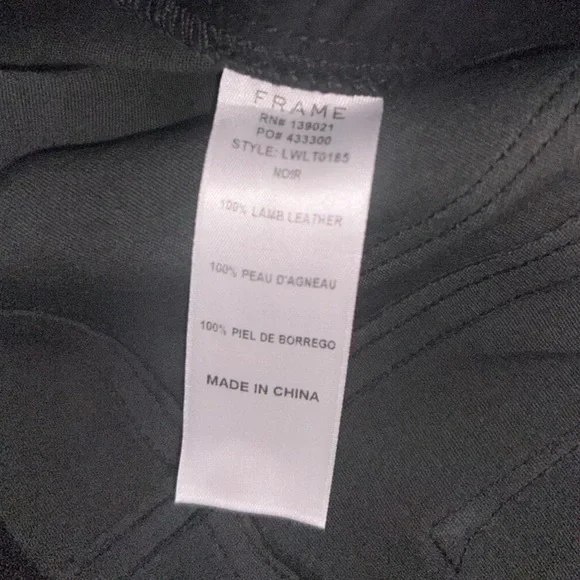 FRAME
RN# 139021
PO# 433300
STYLE: LWLT0185
NOIR
100% LAMB LEATHER
100% PEAU D'AGNEAU
100% PIEL DE BORREGO
MADE IN CHINA